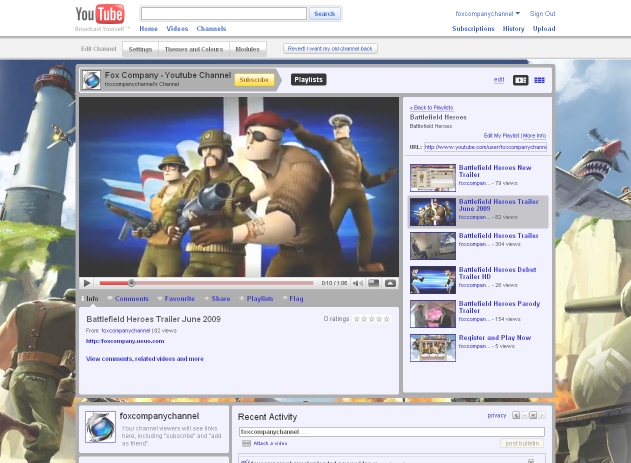 YouTube
Broadcast Yourself ™
Search
foxcompanychannel
Sign Out
Home Videos Channels
Subscriptions History Upload
Edit Channel Settings Themes and Colours Modules
Revert! I want my old channel back
Fox Company - Youtube Channel
foxcompanychannel's Channel
Subscribe
Playlists
edit
« Back to Playlists
Battlefield Heroes
Battlefield Heroes
Edit My Playlist | More Info
URL: http://www.youtube.com/user/foxcompanychann
Battlefield Heroes New
Trailer
foxcompan... - 79 views
Battlefield Heroes Trailer
June 2009
foxcompan... - 82 views
Battlefield Heroes Trailer
foxcompan... - 304 views
Battlefield Heroes Debut
Trailer HD
foxcompan... - 28 views
Battlefield Heroes Parody
Trailer
foxcompan... - 154 views
Register and Play Now
foxcompan... - 5 views
0:10 / 1:06
Info Comments Favourite Share Playlists Flag
Battlefield Heroes Trailer June 2009
0 ratings
From: foxcompanychannel | 82 views
http://foxcompany.ucoz.com
View comments, related videos and more
foxcompanychannel
Your channel viewers will see links
here, including "subscribe" and "add
as friend".
Recent Activity
privacy
foxcompanychannel ...
Attach a video
post bulletin